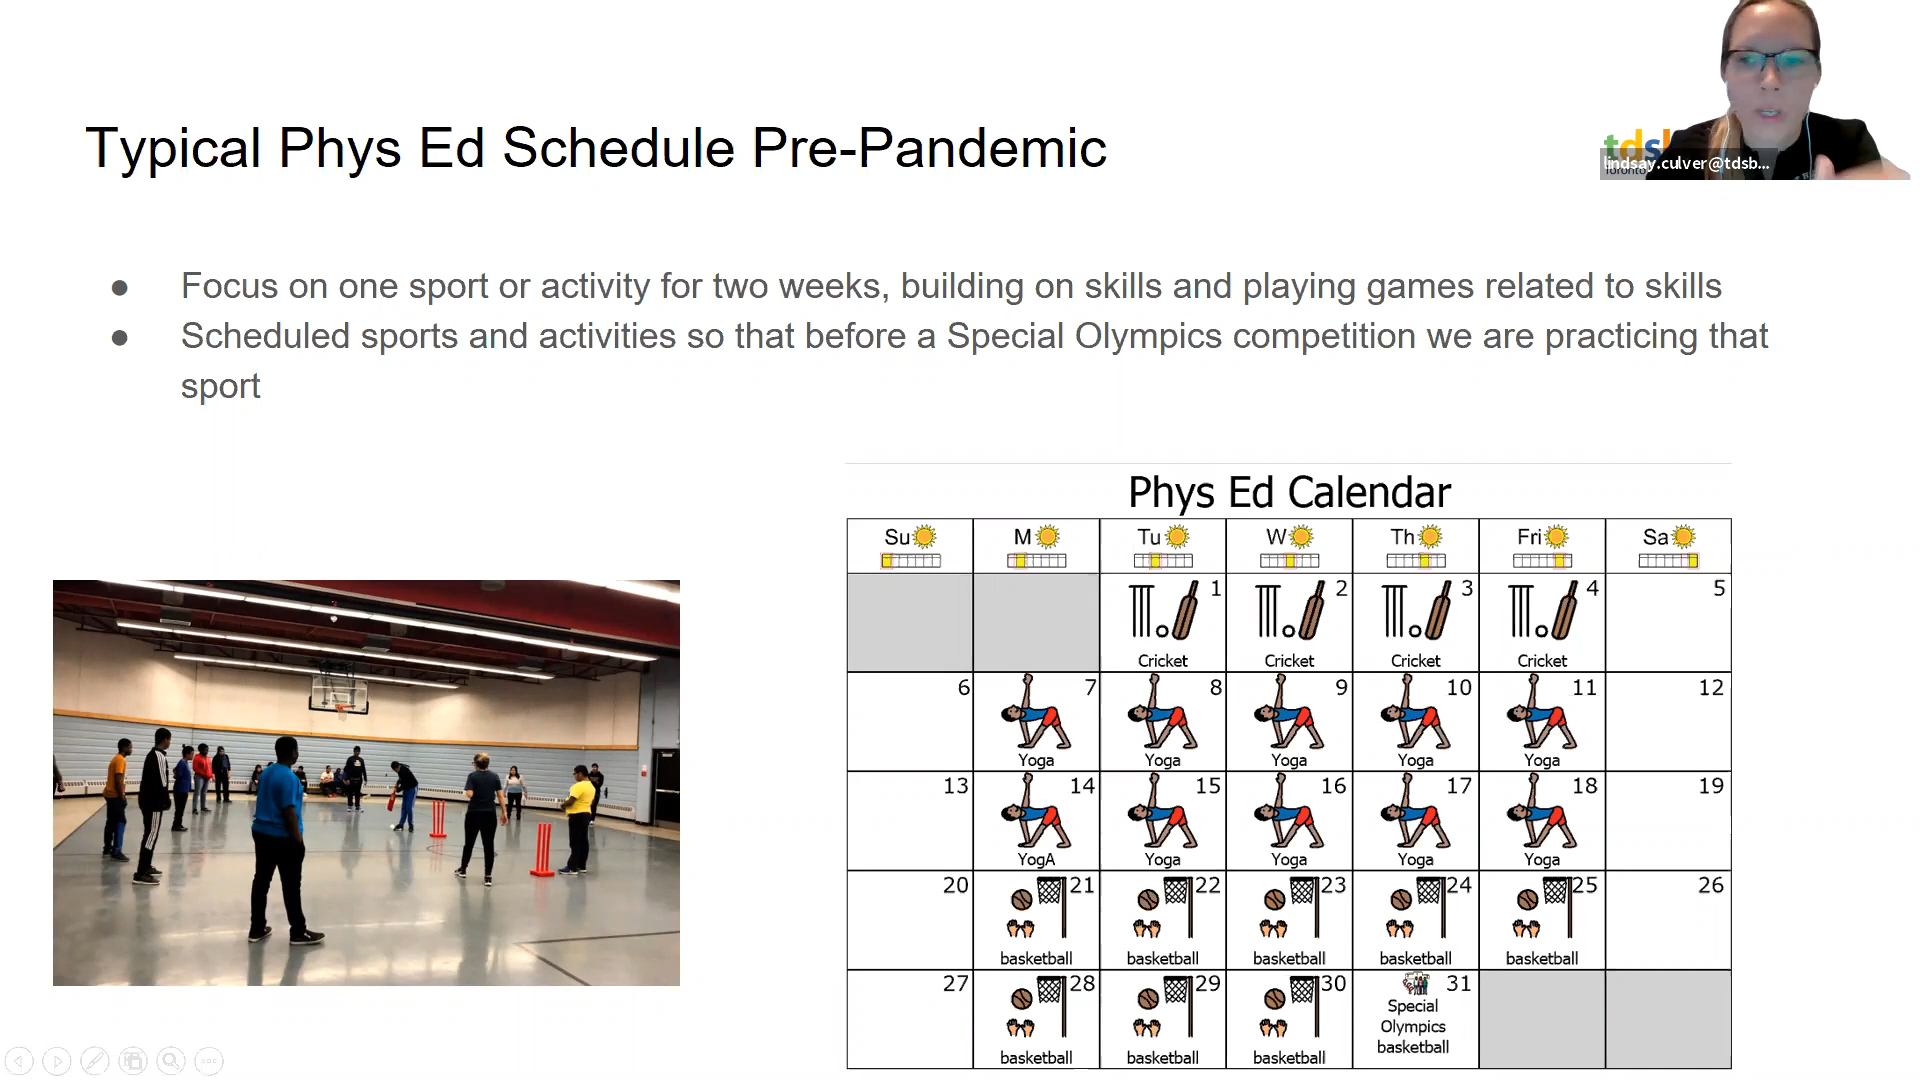 Typical Phys Ed Schedule Pre-Pandemic
tds
lindsay.culver@tdsb...
Toronto
● Focus on one sport or activity for two weeks, building on skills and playing games related to skills
● Scheduled sports and activities so that before a Special Olympics competition we are practicing that
sport
Phys Ed Calendar
Su M Tu W Th Fri Sa
1 2 3 4 5
Cricket Cricket Cricket Cricket
6 7 8 9 10 11 12
Yoga Yoga Yoga Yoga Yoga
13 14 15 16 17 18 19
YogA Yoga Yoga Yoga Yoga
20 21 22 23 24 25 26
basketball basketball basketball basketball basketball
27 28 29 30 31
Special
Olympics
basketball
basketball basketball basketball